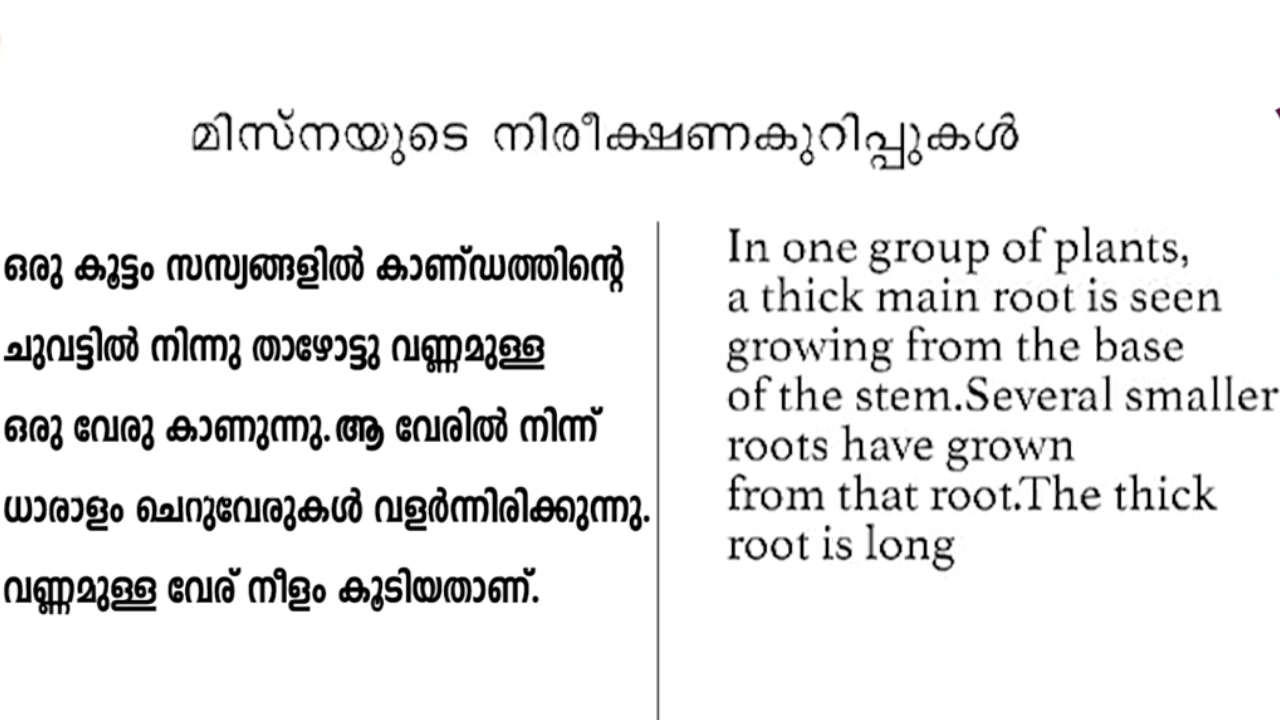 മിസ്നയുടെ നിരീക്ഷണകുറിപ്പുകൾ
ഒരു കൂട്ടം സസ്യങ്ങളിൽ കാണ്ഡത്തിന്റെ
ചുവട്ടിൽ നിന്നു താഴോട്ടു വണ്ണമുള്ള
ഒരു വേരു കാണുന്നു.ആ വേരിൽ നിന്ന്
ധാരാളം ചെറുവേരുകൾ വളർന്നിരിക്കുന്നു.
വണ്ണമുള്ള വേര് നീളം കൂടിയതാണ്.
In one group of plants,
a thick main root is seen
growing from the base
of the stem.Several smaller
roots have grown
from that root.The thick
root is long